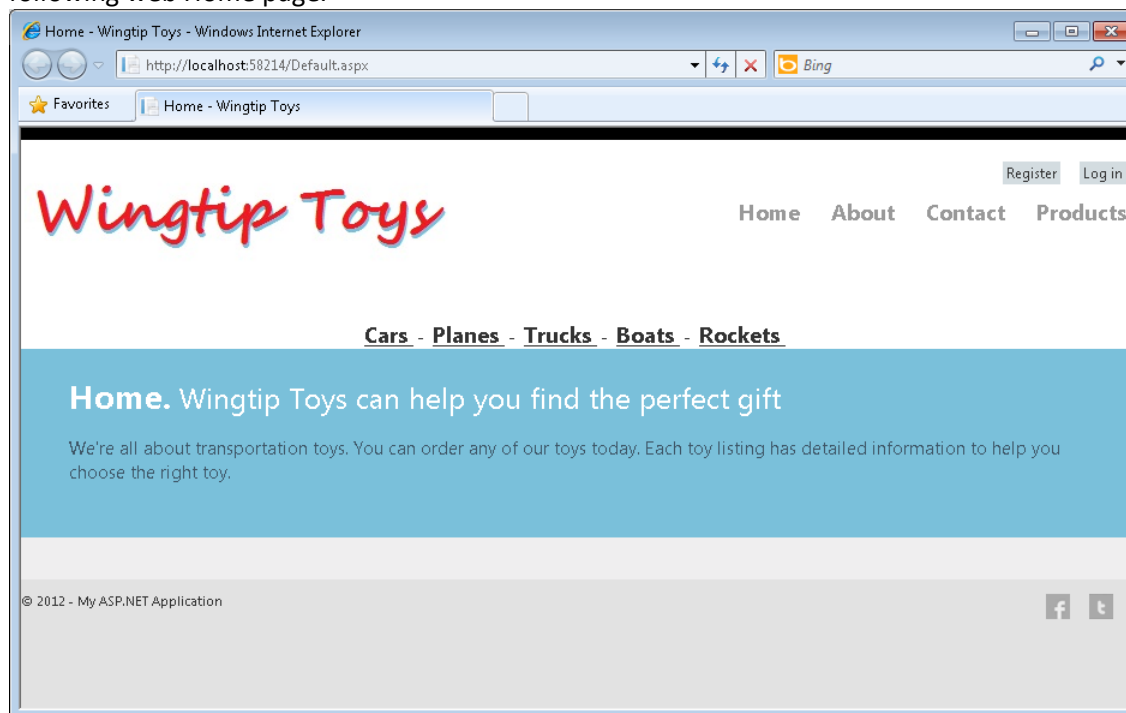 following web Home page.
Home - Wingtip Toys - Windows Internet Explorer
http://localhost:58214/Default.aspx
Bing
Favorites
Home - Wingtip Toys
Register Log in
Wingtip Toys
Home About Contact Products
Cars - Planes - Trucks - Boats - Rockets
Home. Wingtip Toys can help you find the perfect gift
We're all about transportation toys. You can order any of our toys today. Each toy listing has detailed information to help you
choose the right toy.
© 2012 - My ASP.NET Application